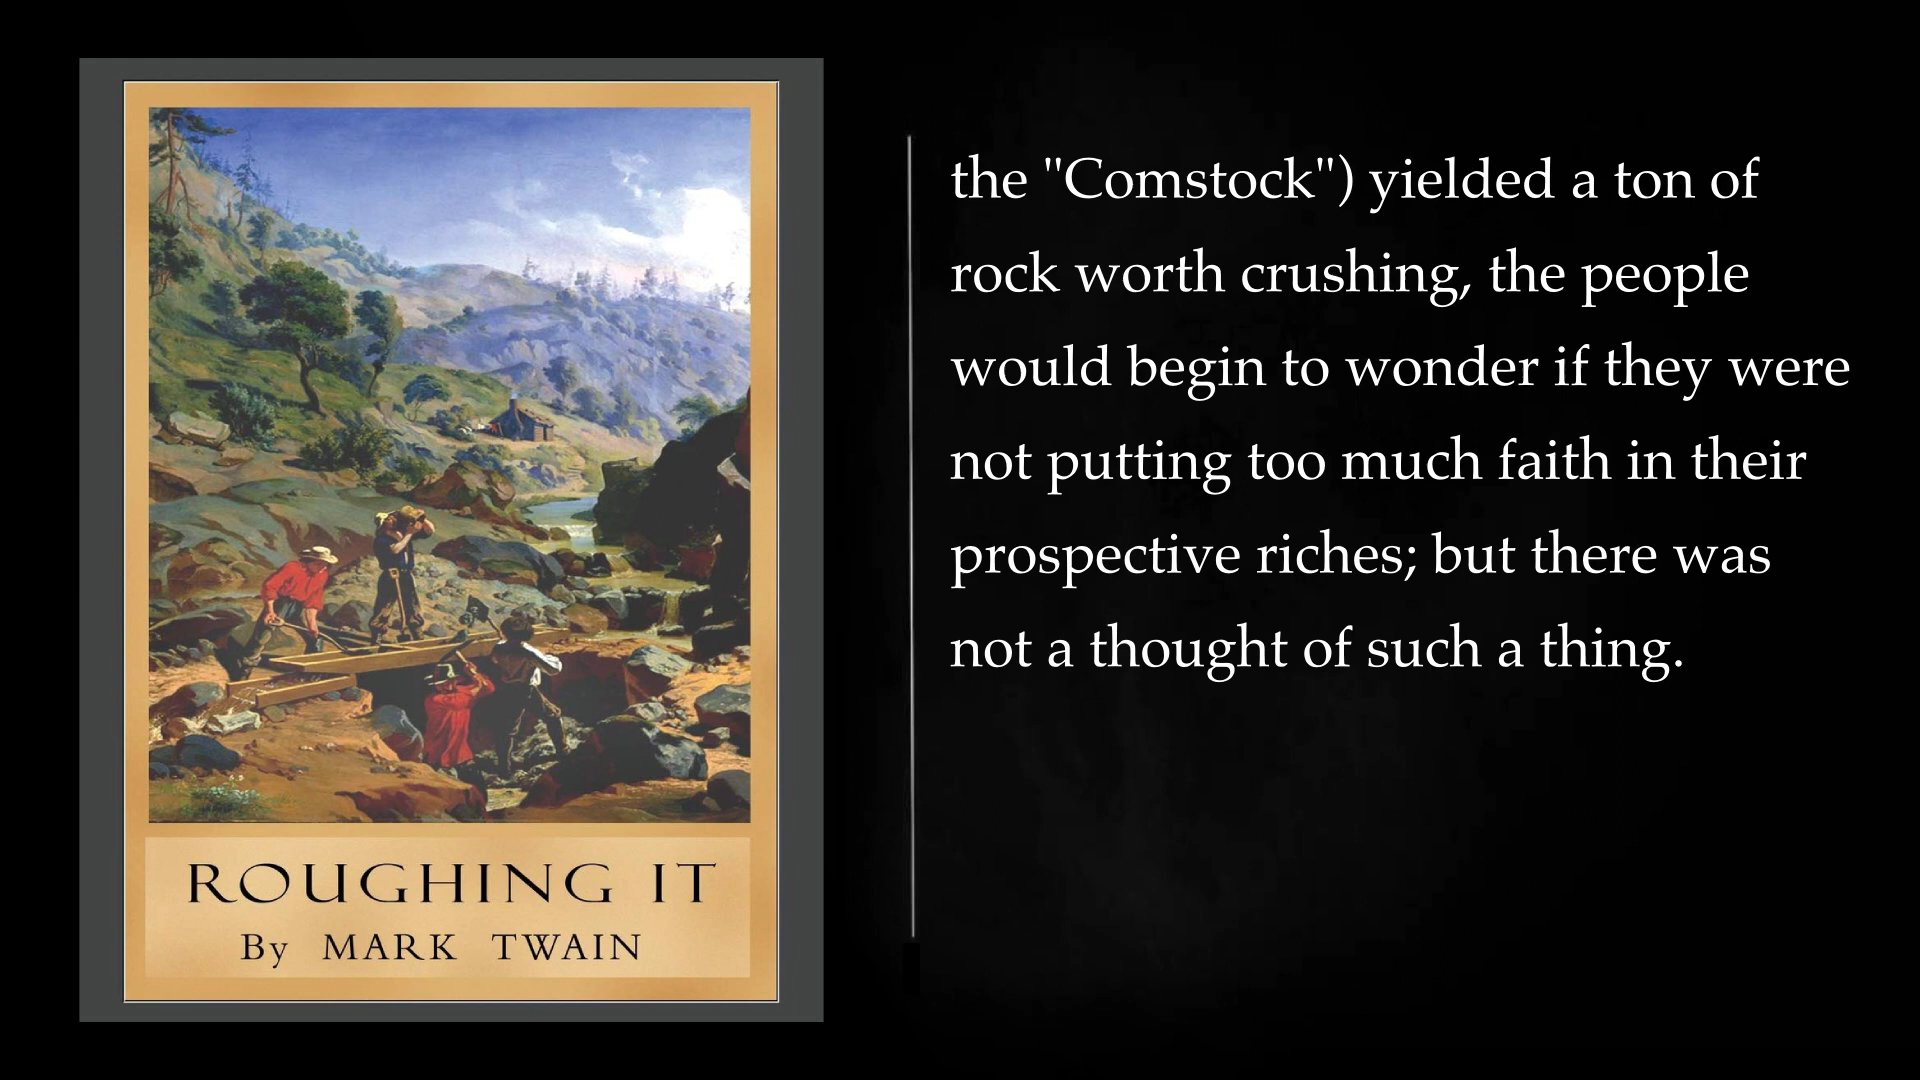 ROUGHING IT
By MARK TWAIN
the "Comstock") yielded a ton of
rock worth crushing, the people
would begin to wonder if they were
not putting too much faith in their
prospective riches; but there was
not a thought of such a thing.